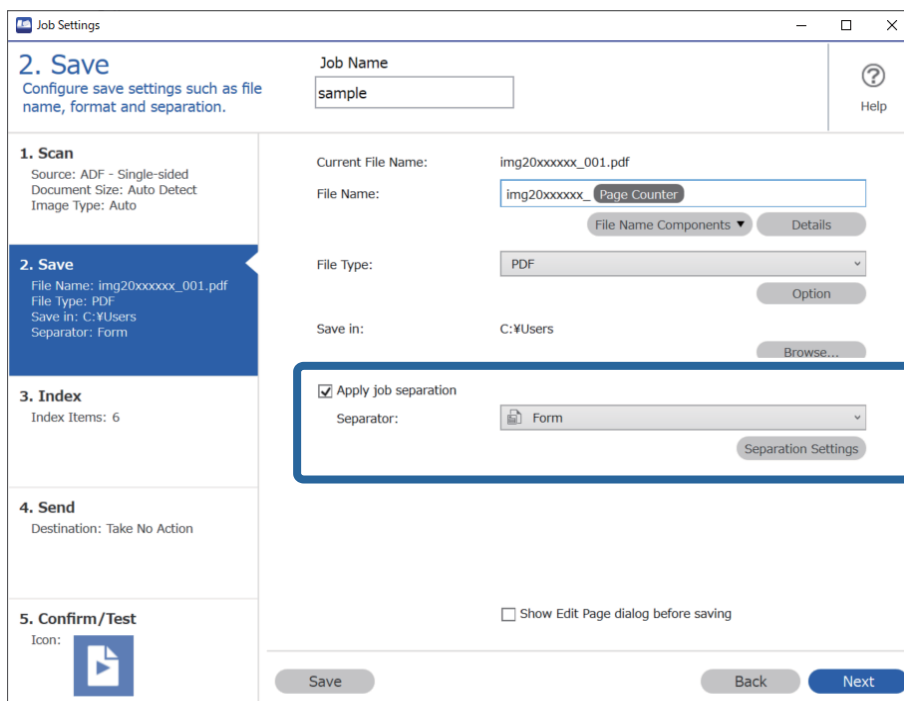 Job Settings
2. Save
Configure save settings such as file
name, format and separation.
Job Name
sample
Help
1. Scan
Source: ADF - Single-sided
Document Size: Auto Detect
Image Type: Auto
2. Save
File Name: img20xxxxxx_001.pdf
File Type: PDF
Save in: C:¥Users
Separator: Form
3. Index
Index Items: 6
4. Send
Destination: Take No Action
5. Confirm/Test
Icon:
Current File Name: img20xxxxxx_001.pdf
File Name: img20xxxxxx_ Page Counter
File Name Components ▼ Details
File Type: PDF
Option
Save in: C:¥Users
Browse...
Apply job separation
Separator: Form
Separation Settings
Show Edit Page dialog before saving
Save Back Next